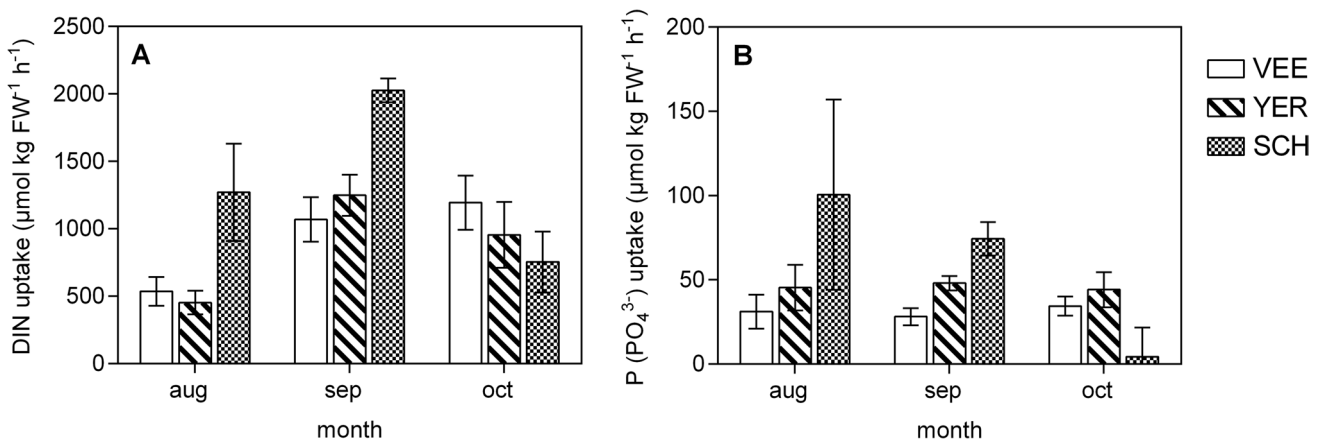 A
DIN uptake (µmol kg FW⁻¹ h⁻¹)
2500
2000
1500
1000
500
0
aug sep oct
month
B
P (PO₄³⁻) uptake (µmol kg FW⁻¹ h⁻¹)
200
150
100
50
0
aug sep oct
month
VEE
YER
SCH